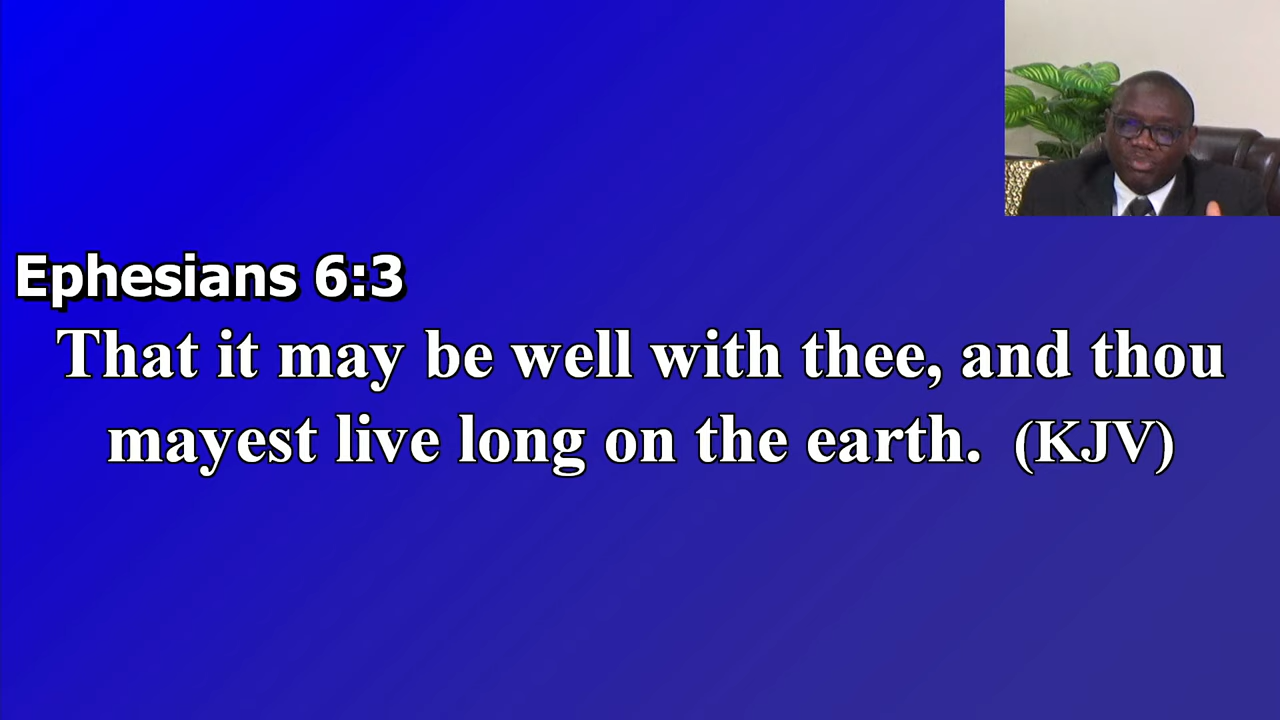 Ephesians 6:3
That it may be well with thee, and thou
mayest live long on the earth. (KJV)